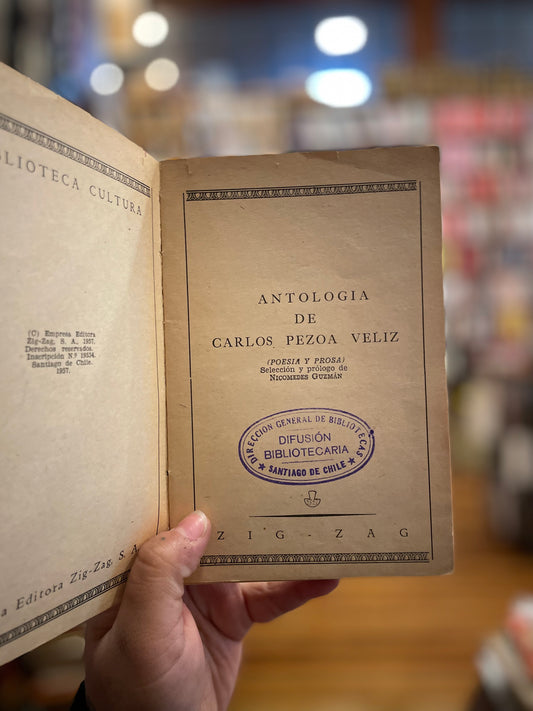 BLIOTECA CULTURA
(C) Empresa Editora
Zig-Zag, S. A., 1957.
Derechos reservados.
Inscripción N.º 19534.
Santiago de Chile.
1957.
a Editora Zig-Zag, S. A.
ANTOLOGIA
DE
CARLOS PEZOA VELIZ
(POESIA Y PROSA)
Selección y prólogo de
NICOMEDES GUZMÁN
DIRECCION GENERAL DE BIBLIOTECAS
DIFUSIÓN
BIBLIOTECARIA
★ SANTIAGO DE CHILE ★
ZIG - ZAG